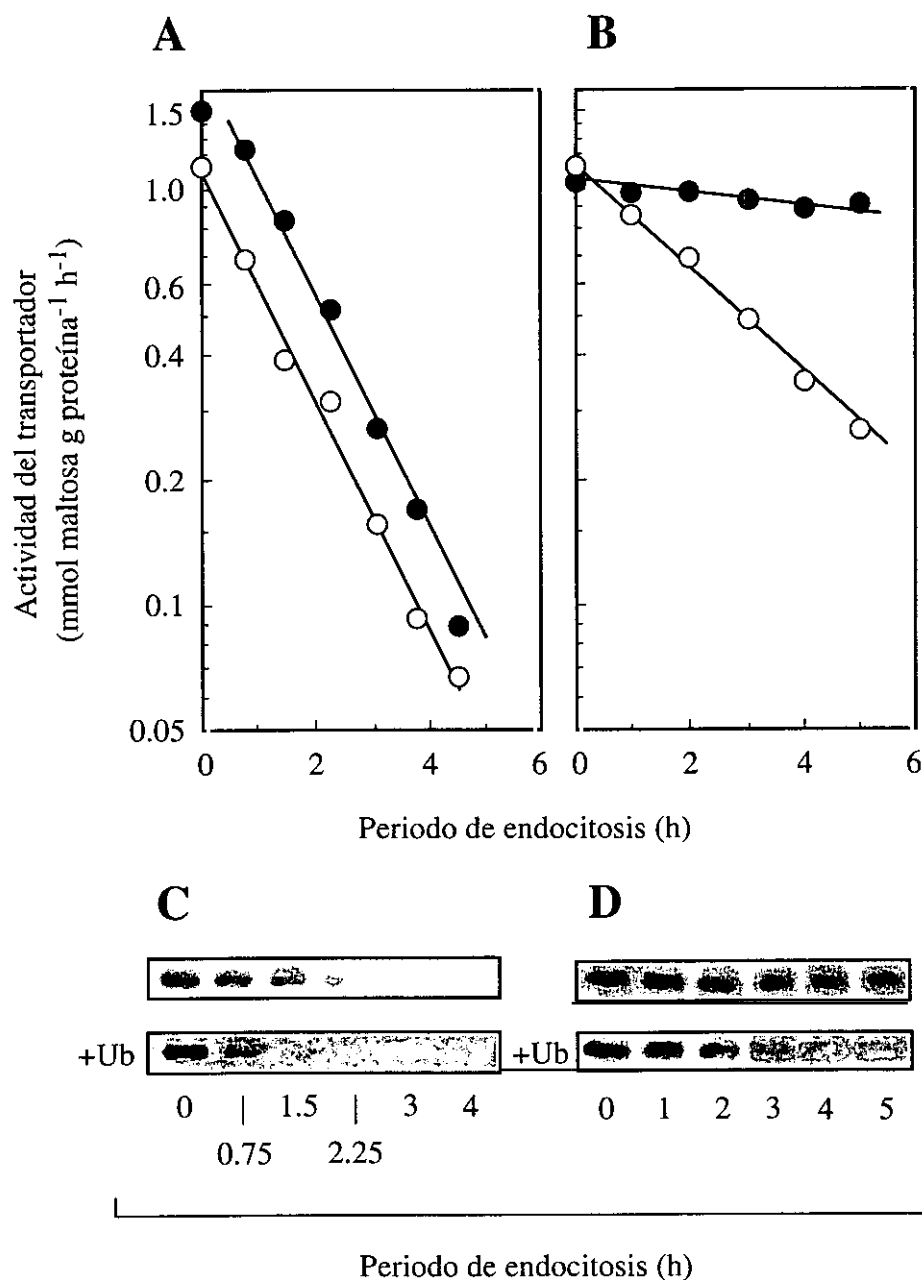 A
B
1.5
1.0
0.6
0.4
0.2
0.1
0.05
Actividad del transportador
(mmol maltosa g proteína⁻¹ h⁻¹)
0 2 4 6
0 2 4 6
Periodo de endocitosis (h)
C
D
+Ub
+Ub
0 1.5 3 4
0.75 2.25
0 1 2 3 4 5
Periodo de endocitosis (h)